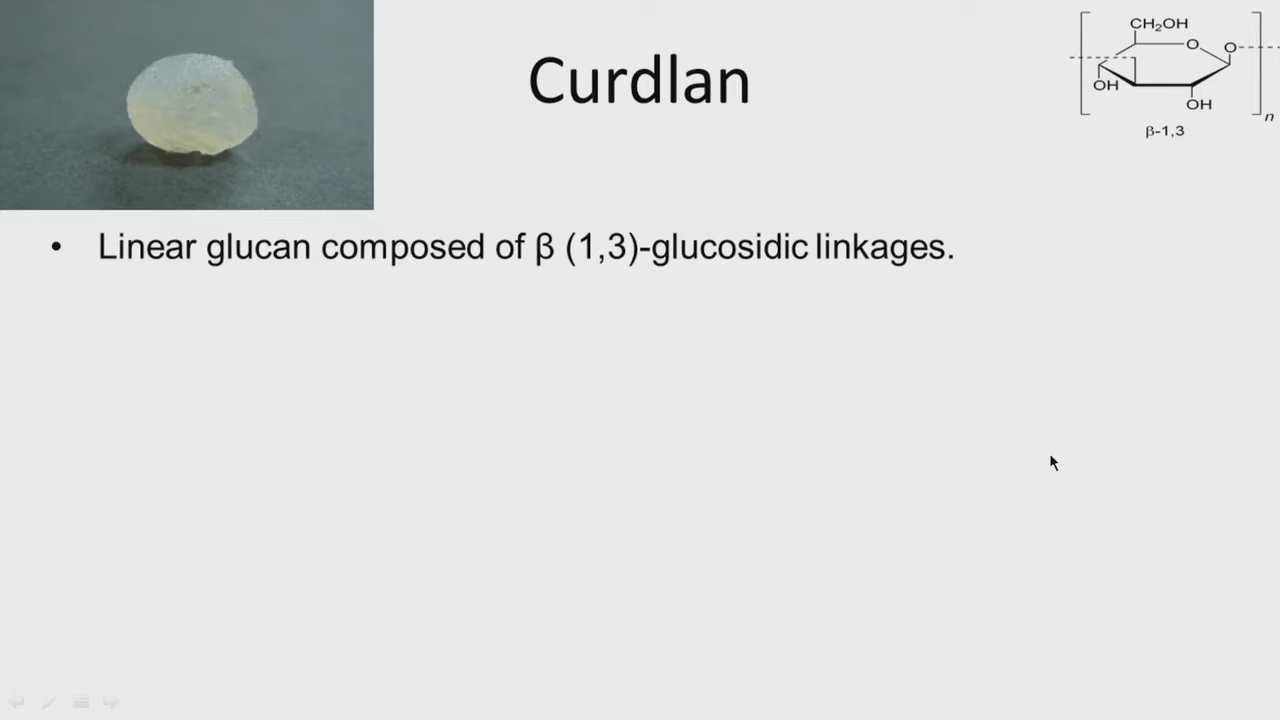 Curdlan
CH₂OH
O
O
OH
OH
n
β-1,3
• Linear glucan composed of β (1,3)-glucosidic linkages.